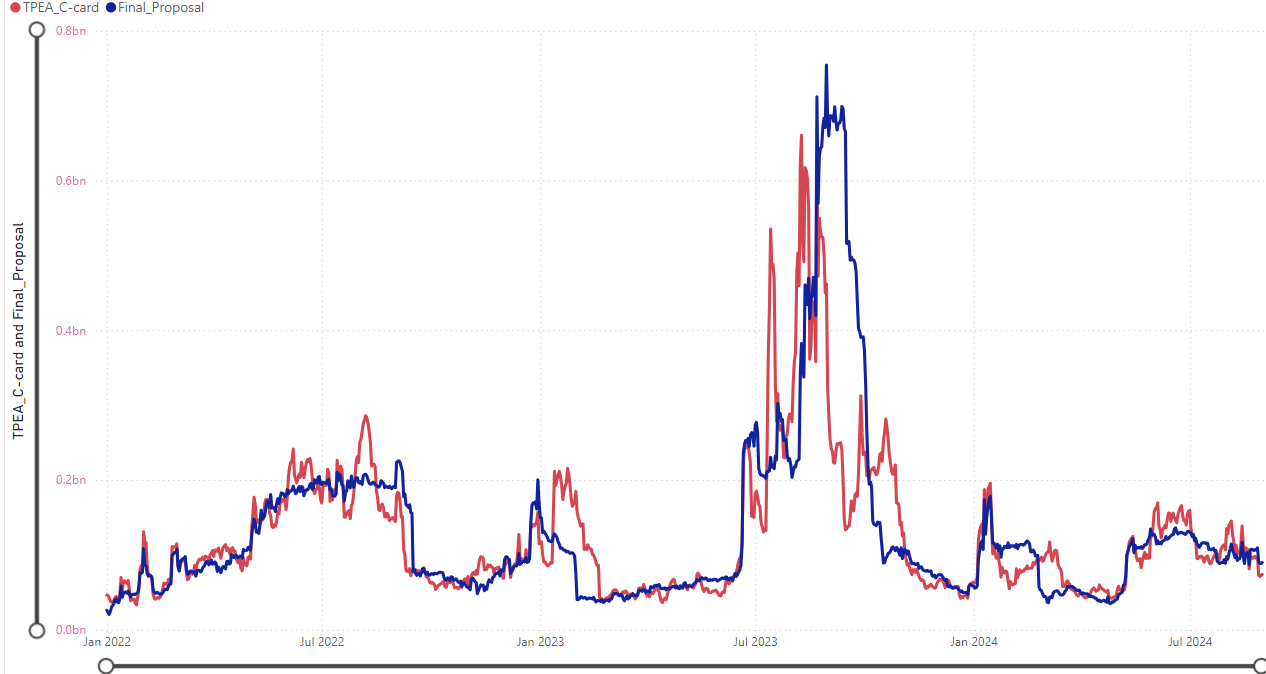 TPEA_C-card Final_Proposal
0.8bn
0.6bn
0.4bn
0.2bn
0.0bn
TPEA_C-card and Final_Proposal
Jan 2022 Jul 2022 Jan 2023 Jul 2023 Jan 2024 Jul 2024